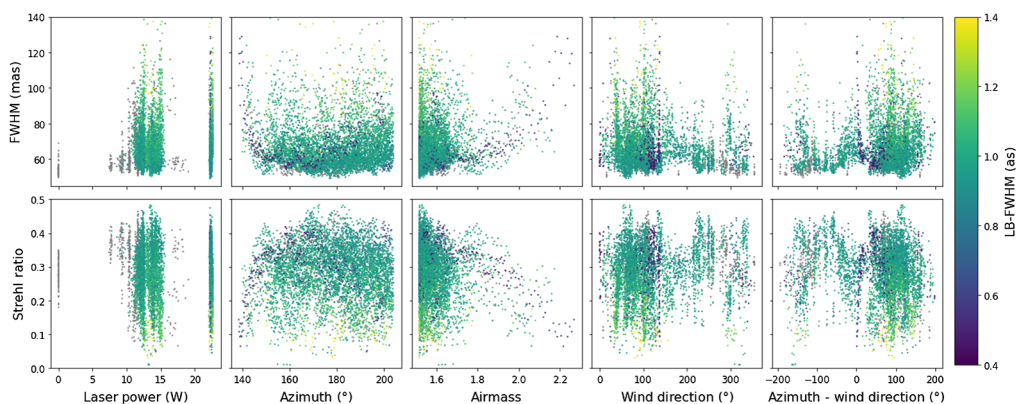 140
120
100
80
60
FWHM (mas)
0.5
0.4
0.3
0.2
0.1
0.0
Strehl ratio
0 5 10 15 20
Laser power (W)
140 160 180 200
Azimuth (°)
1.6 1.8 2.0 2.2
Airmass
0 100 200 300
Wind direction (°)
−200 −100 0 100 200
Azimuth - wind direction (°)
1.4
1.2
1.0
0.8
0.6
0.4
LB-FWHM (as)